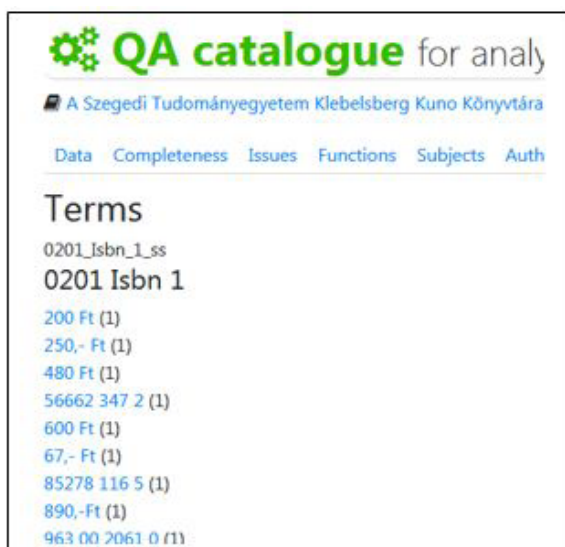 QA catalogue for analy
A Szegedi Tudományegyetem Klebelsberg Kuno Könyvtára
Data Completeness Issues Functions Subjects Auth
Terms
0201_Isbn_1_ss
0201 Isbn 1
200 Ft (1)
250,- Ft (1)
480 Ft (1)
56662 347 2 (1)
600 Ft (1)
67,- Ft (1)
85278 116 5 (1)
890,-Ft (1)
963 00 2061 0 (1)